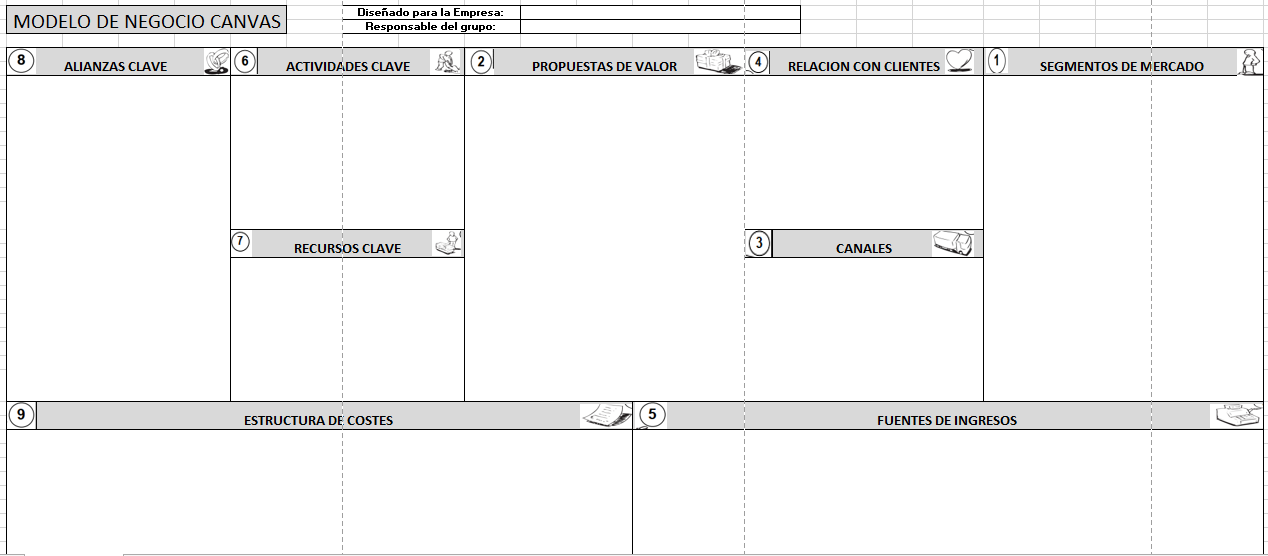 MODELO DE NEGOCIO CANVAS
Diseñado para la Empresa:
Responsable del grupo:
8 ALIANZAS CLAVE
6 ACTIVIDADES CLAVE
2 PROPUESTAS DE VALOR
4 RELACION CON CLIENTES
1 SEGMENTOS DE MERCADO
7 RECURSOS CLAVE
3 CANALES
9 ESTRUCTURA DE COSTES
5 FUENTES DE INGRESOS